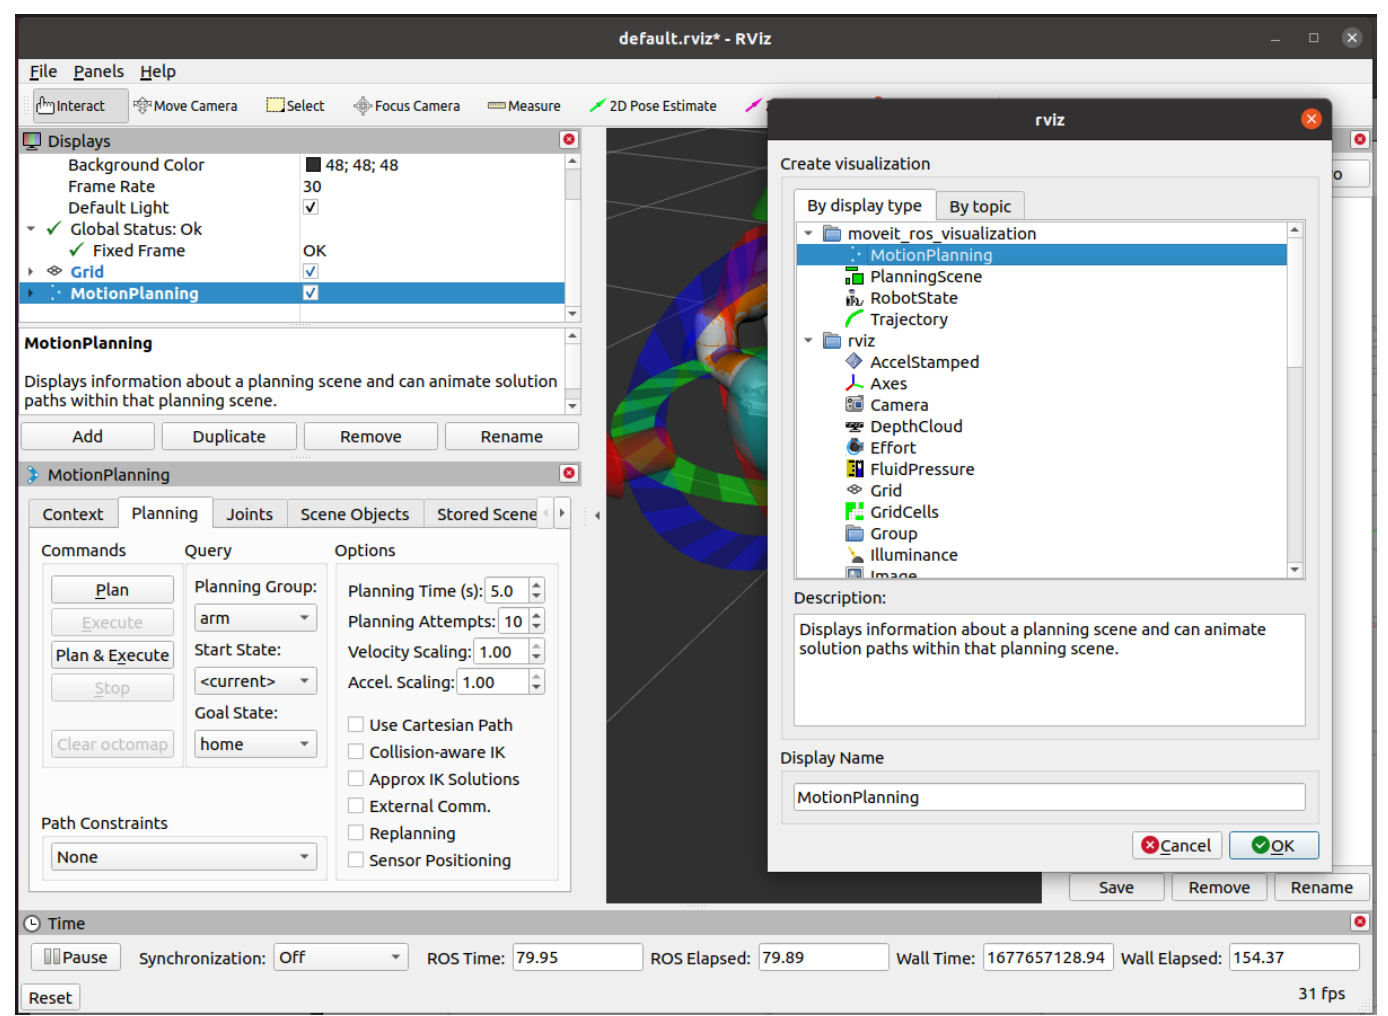 default.rviz* - RViz
File Panels Help
Interact Move Camera Select Focus Camera Measure 2D Pose Estimate
Displays
Background Color 48; 48; 48
Frame Rate 30
Default Light
Global Status: Ok
Fixed Frame OK
Grid
MotionPlanning
MotionPlanning
Displays information about a planning scene and can animate solution
paths within that planning scene.
Add Duplicate Remove Rename
MotionPlanning
Context Planning Joints Scene Objects Stored Scene
Commands Query Options
Plan
Execute
Plan & Execute
Stop
Clear octomap
Planning Group:
arm
Start State:
<current>
Goal State:
home
Planning Time (s): 5.0
Planning Attempts: 10
Velocity Scaling: 1.00
Accel. Scaling: 1.00
Use Cartesian Path
Collision-aware IK
Approx IK Solutions
External Comm.
Replanning
Sensor Positioning
Path Constraints
None
rviz
Create visualization
By display type By topic
moveit_ros_visualization
MotionPlanning
PlanningScene
RobotState
Trajectory
rviz
AccelStamped
Axes
Camera
DepthCloud
Effort
FluidPressure
Grid
GridCells
Group
Illuminance
Image
Description:
Displays information about a planning scene and can animate
solution paths within that planning scene.
Display Name
MotionPlanning
Cancel OK
Save Remove Rename
Time
Pause Synchronization: Off ROS Time: 79.95 ROS Elapsed: 79.89 Wall Time: 1677657128.94 Wall Elapsed: 154.37
Reset 31 fps